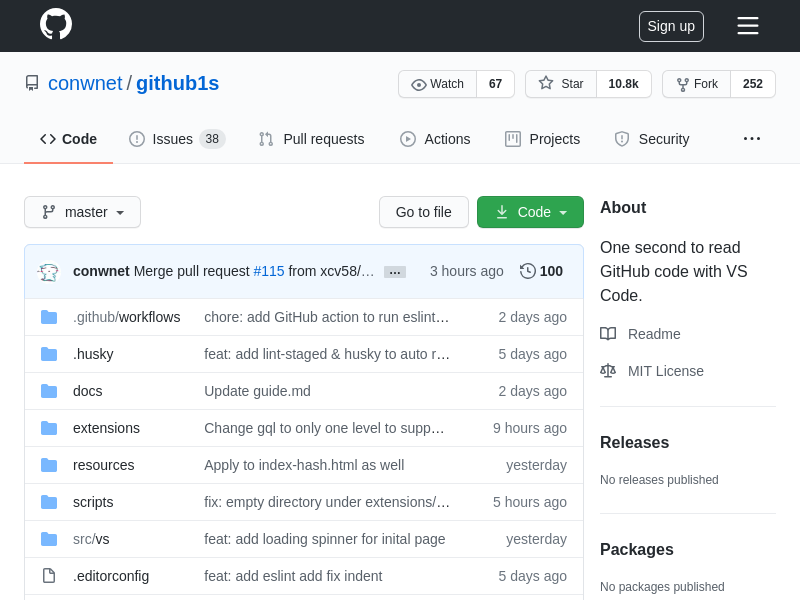 Sign up
conwnet / github1s
Watch 67 Star 10.8k Fork 252
Code Issues 38 Pull requests Actions Projects Security ...
master Go to file Code
conwnet Merge pull request #115 from xcv58/… ... 3 hours ago 100
.github/workflows chore: add GitHub action to run eslint… 2 days ago
.husky feat: add lint-staged & husky to auto r… 5 days ago
docs Update guide.md 2 days ago
extensions Change gql to only one level to supp… 9 hours ago
resources Apply to index-hash.html as well yesterday
scripts fix: empty directory under extensions/… 5 hours ago
src/vs feat: add loading spinner for inital page yesterday
.editorconfig feat: add eslint add fix indent 5 days ago
About
One second to read
GitHub code with VS
Code.
Readme
MIT License
Releases
No releases published
Packages
No packages published